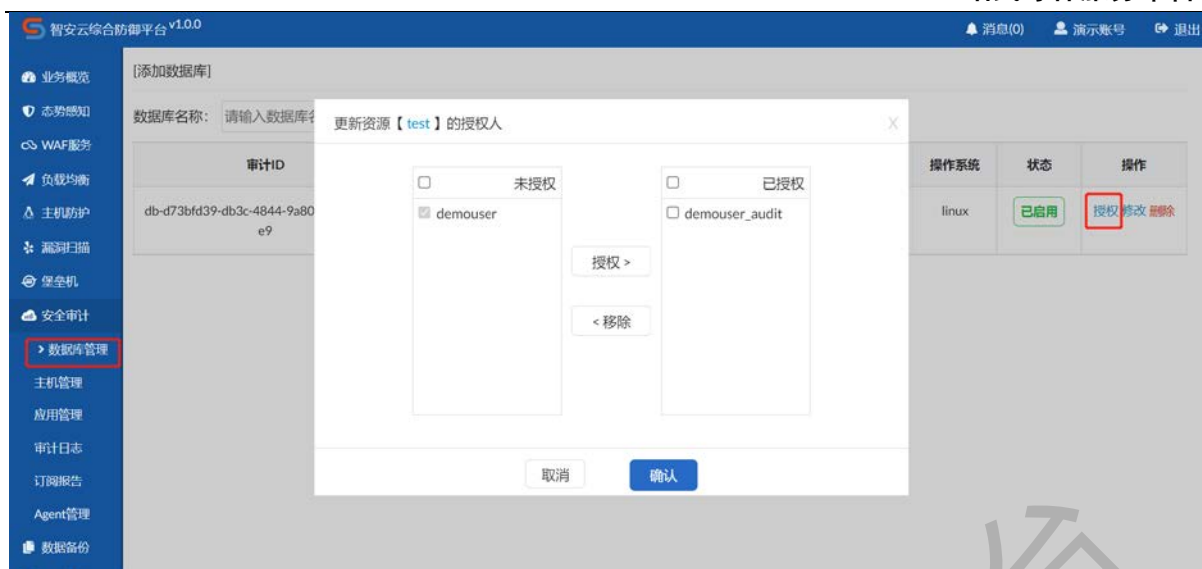 智安云综合防御平台 v1.0.0
消息(0) 演示账号 退出
业务概览
态势感知
WAF服务
负载均衡
主机防护
漏洞扫描
堡垒机
安全审计
> 数据库管理
主机管理
应用管理
审计日志
订阅报告
Agent管理
数据备份
[添加数据库]
数据库名称: 请输入数据库
审计ID 操作系统 状态 操作
db-d73bfd39-db3c-4844-9a80 linux 已启用 授权 修改 删除
e9
更新资源【 test 】的授权人 X
未授权
demouser
授权 >
< 移除
已授权
demouser_audit
取消 确认